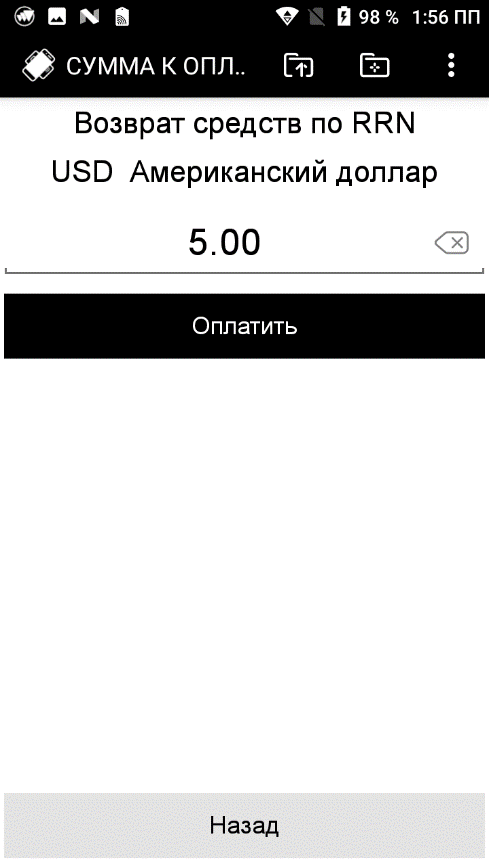 98 % 1:56 ПП
СУММА К ОПЛ..
Возврат средств по RRN
USD Американский доллар
5.00
Оплатить
Назад